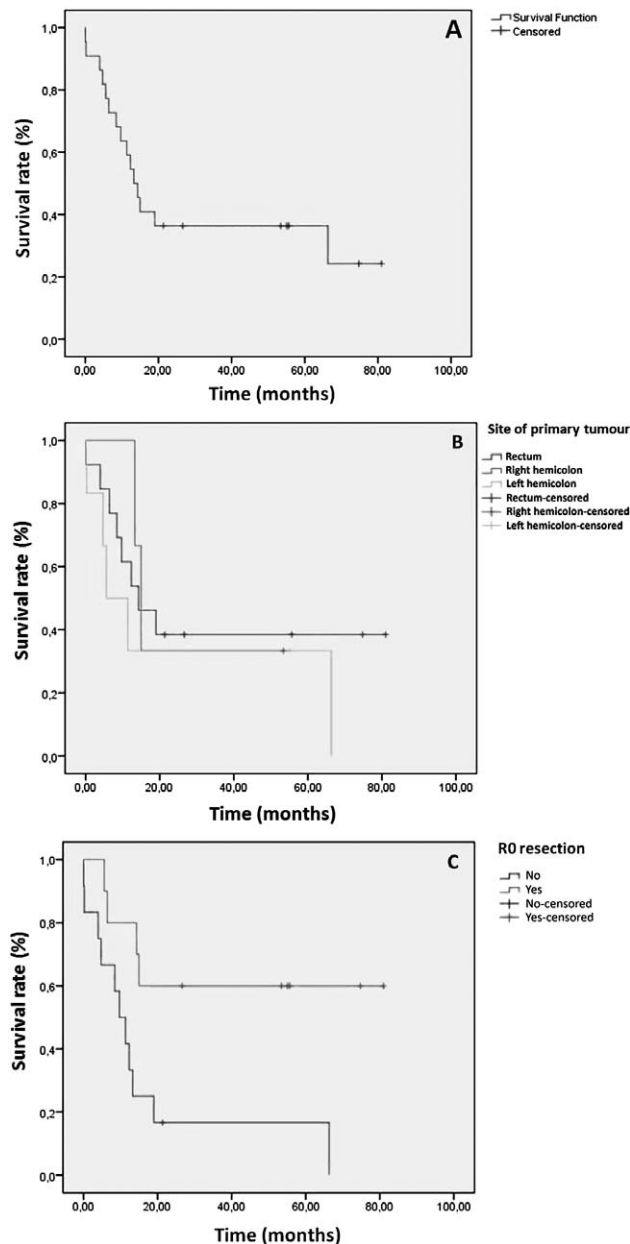 A
Survival Function
Censored
Survival rate (%)
1,0
0,8
0,6
0,4
0,2
0,0
0,00 20,00 40,00 60,00 80,00 100,00
Time (months)
B
Site of primary tumour
Rectum
Right hemicolon
Left hemicolon
Rectum-censored
Right hemicolon-censored
Left hemicolon-censored
Survival rate (%)
1,0
0,8
0,6
0,4
0,2
0,0
0,00 20,00 40,00 60,00 80,00 100,00
Time (months)
C
R0 resection
No
Yes
No-censored
Yes-censored
Survival rate (%)
1,0
0,8
0,6
0,4
0,2
0,0
0,00 20,00 40,00 60,00 80,00 100,00
Time (months)